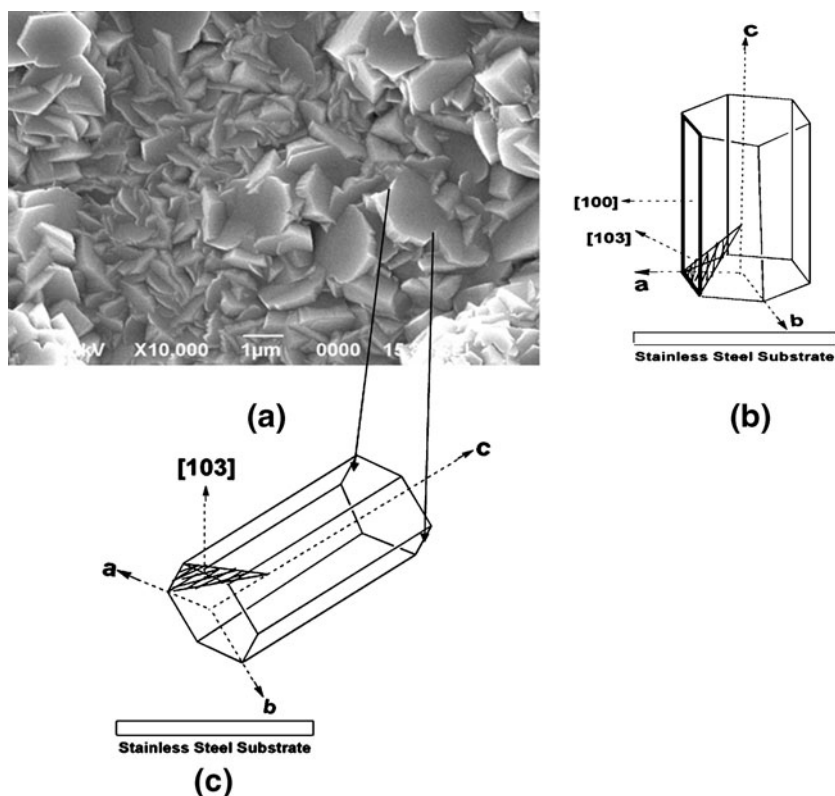 X10,000 1µm 0000
(a)
c
[100]
[103]
a
b
Stainless Steel Substrate
(b)
[103]
c
a
b
Stainless Steel Substrate
(c)